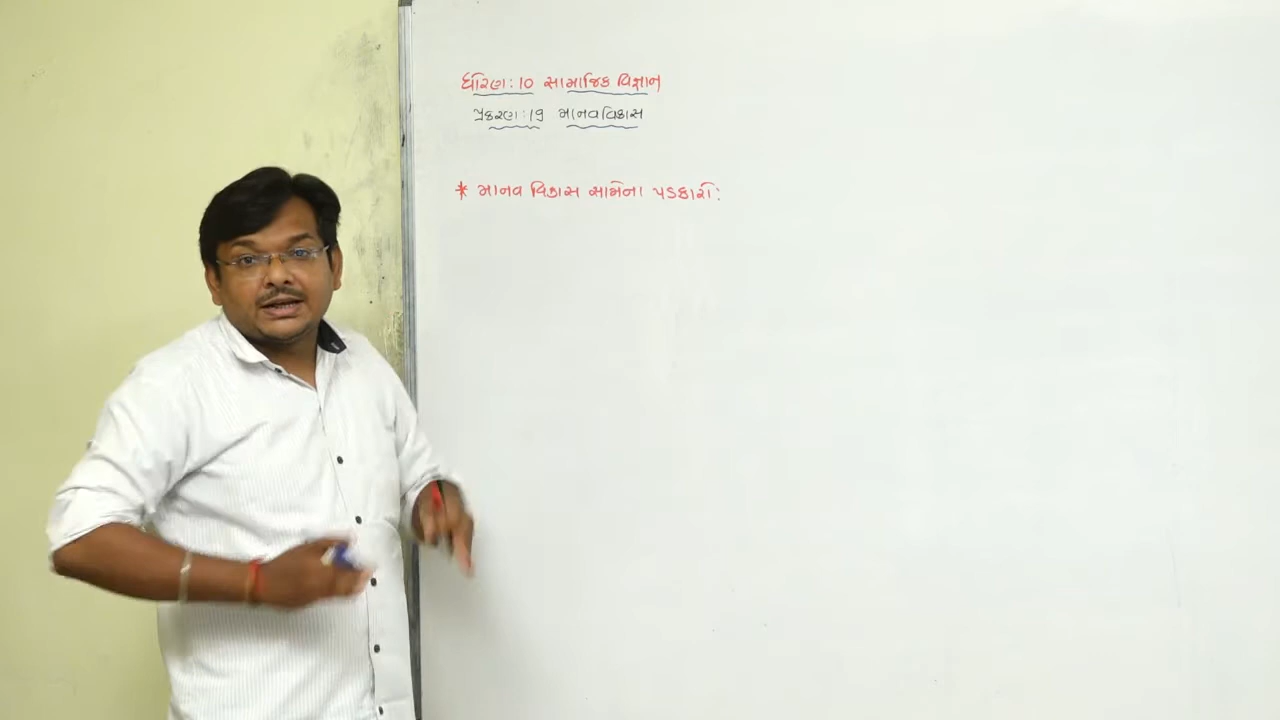 ધોરણ : 10 સામાજિક વિજ્ઞાન
પ્રકરણ : 19 માનવવિકાસ
* માનવ વિકાસ સામેના પડકારો :